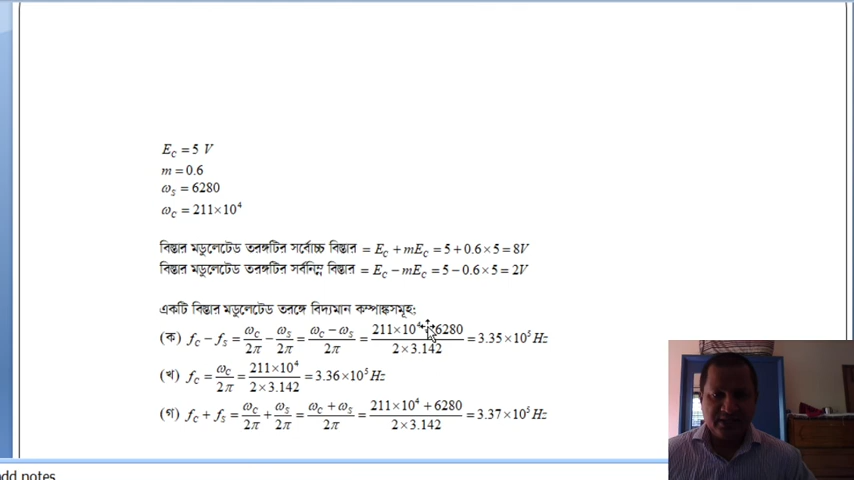 E_C = 5 V
m = 0.6
ω_s = 6280
ω_C = 211×10⁴
বিস্তার মডুলেটেড তরঙ্গটির সর্বোচ্চ বিস্তার = E_C + mE_C = 5 + 0.6 × 5 = 8V
বিস্তার মডুলেটেড তরঙ্গটির সর্বনিম্ন বিস্তার = E_C − mE_C = 5 − 0.6 × 5 = 2V
একটি বিস্তার মডুলেটেড তরঙ্গে বিদ্যমান কম্পাঙ্কসমূহ;
(ক) f_C − f_s = ω_C/2π − ω_s/2π = (ω_C − ω_s)/2π = (211×10⁴ 6280)/(2×3.142) = 3.35×10⁵ Hz
(খ) f_C = ω_C/2π = (211×10⁴)/(2×3.142) = 3.36×10⁵ Hz
(গ) f_C + f_s = ω_C/2π + ω_s/2π = (ω_C + ω_s)/2π = (211×10⁴ + 6280)/(2×3.142) = 3.37×10⁵ Hz
dd notes